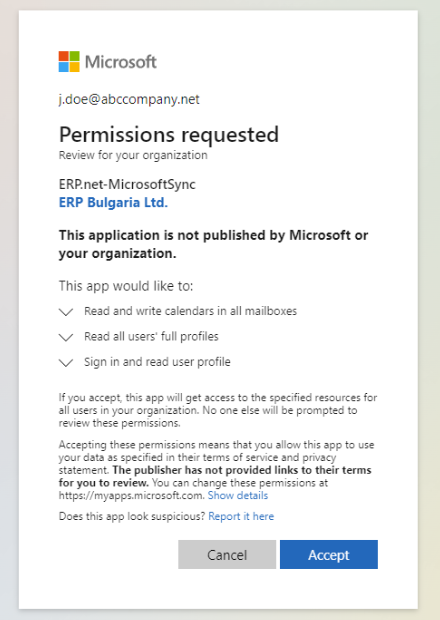 Microsoft
j.doe@abccompany.net
Permissions requested
Review for your organization
ERP.net-MicrosoftSync
ERP Bulgaria Ltd.
This application is not published by Microsoft or
your organization.
This app would like to:
Read and write calendars in all mailboxes
Read all users' full profiles
Sign in and read user profile
If you accept, this app will get access to the specified resources for
all users in your organization. No one else will be prompted to
review these permissions.
Accepting these permissions means that you allow this app to use
your data as specified in their terms of service and privacy
statement. The publisher has not provided links to their terms
for you to review. You can change these permissions at
https://myapps.microsoft.com. Show details
Does this app look suspicious? Report it here
Cancel
Accept